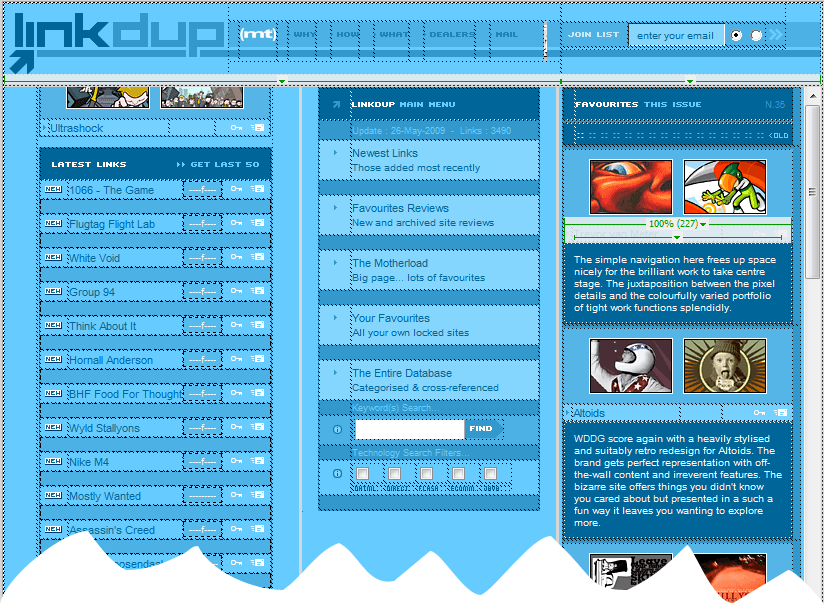 linkdup
(mt) WHY HOW WHAT DEALERS MAIL
JOIN LIST enter your email
Ultrashock
LATEST LINKS GET LAST 50
NEW 1066 - The Game
NEW Flugtag Flight Lab
NEW White Void
NEW Group 94
NEW Think About It
NEW Hornall Anderson
NEW BHF Food For Thought
NEW Wyld Stallyons
NEW Nike M4
NEW Mostly Wanted
NEW Assassin's Creed
LINKDUP MAIN MENU
Update : 26-May-2009 - Links : 3490
Newest Links
Those added most recently
Favourites Reviews
New and archived site reviews
The Motherload
Big page... lots of favourites
Your Favourites
All your own locked sites
The Entire Database
Categorised & cross-referenced
Keyword(s) Search...
FIND
Technology Search Filters...
FAVOURITES THIS ISSUE N.36
<OLD
100% (227)
The simple navigation here frees up space
nicely for the brilliant work to take centre
stage. The juxtaposition between the pixel
details and the colourfully varied portfolio
of tight work functions splendidly.
Altoids
WDDG score again with a heavily stylised
and suitably retro redesign for Altoids. The
brand gets perfect representation with off-
the-wall content and irreverent features. The
bizarre site offers things you didn't know
you cared about but presented in a such a
fun way it leaves you wanting to explore
more.